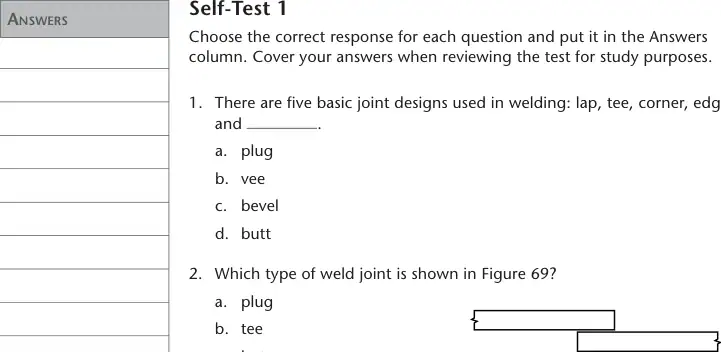 ANSWERS
Self-Test 1
Choose the correct response for each question and put it in the Answers
column. Cover your answers when reviewing the test for study purposes.
1. There are five basic joint designs used in welding: lap, tee, corner, edg
and ________.
a. plug
b. vee
c. bevel
d. butt
2. Which type of weld joint is shown in Figure 69?
a. plug
b. tee